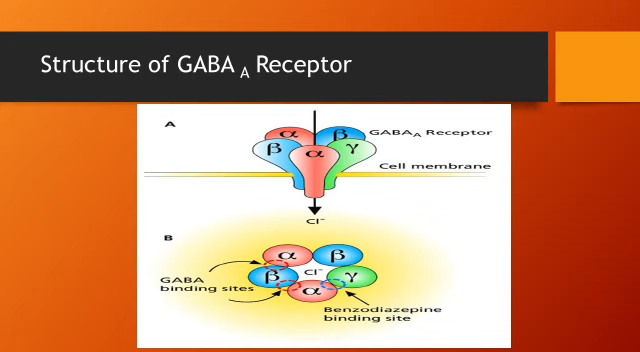 Structure of GABA A Receptor
A
α β GABAA Receptor
β α γ
Cell membrane
Cl⁻
B
α β
β Cl⁻ γ
GABA
binding sites
α
Benzodiazepine
binding site